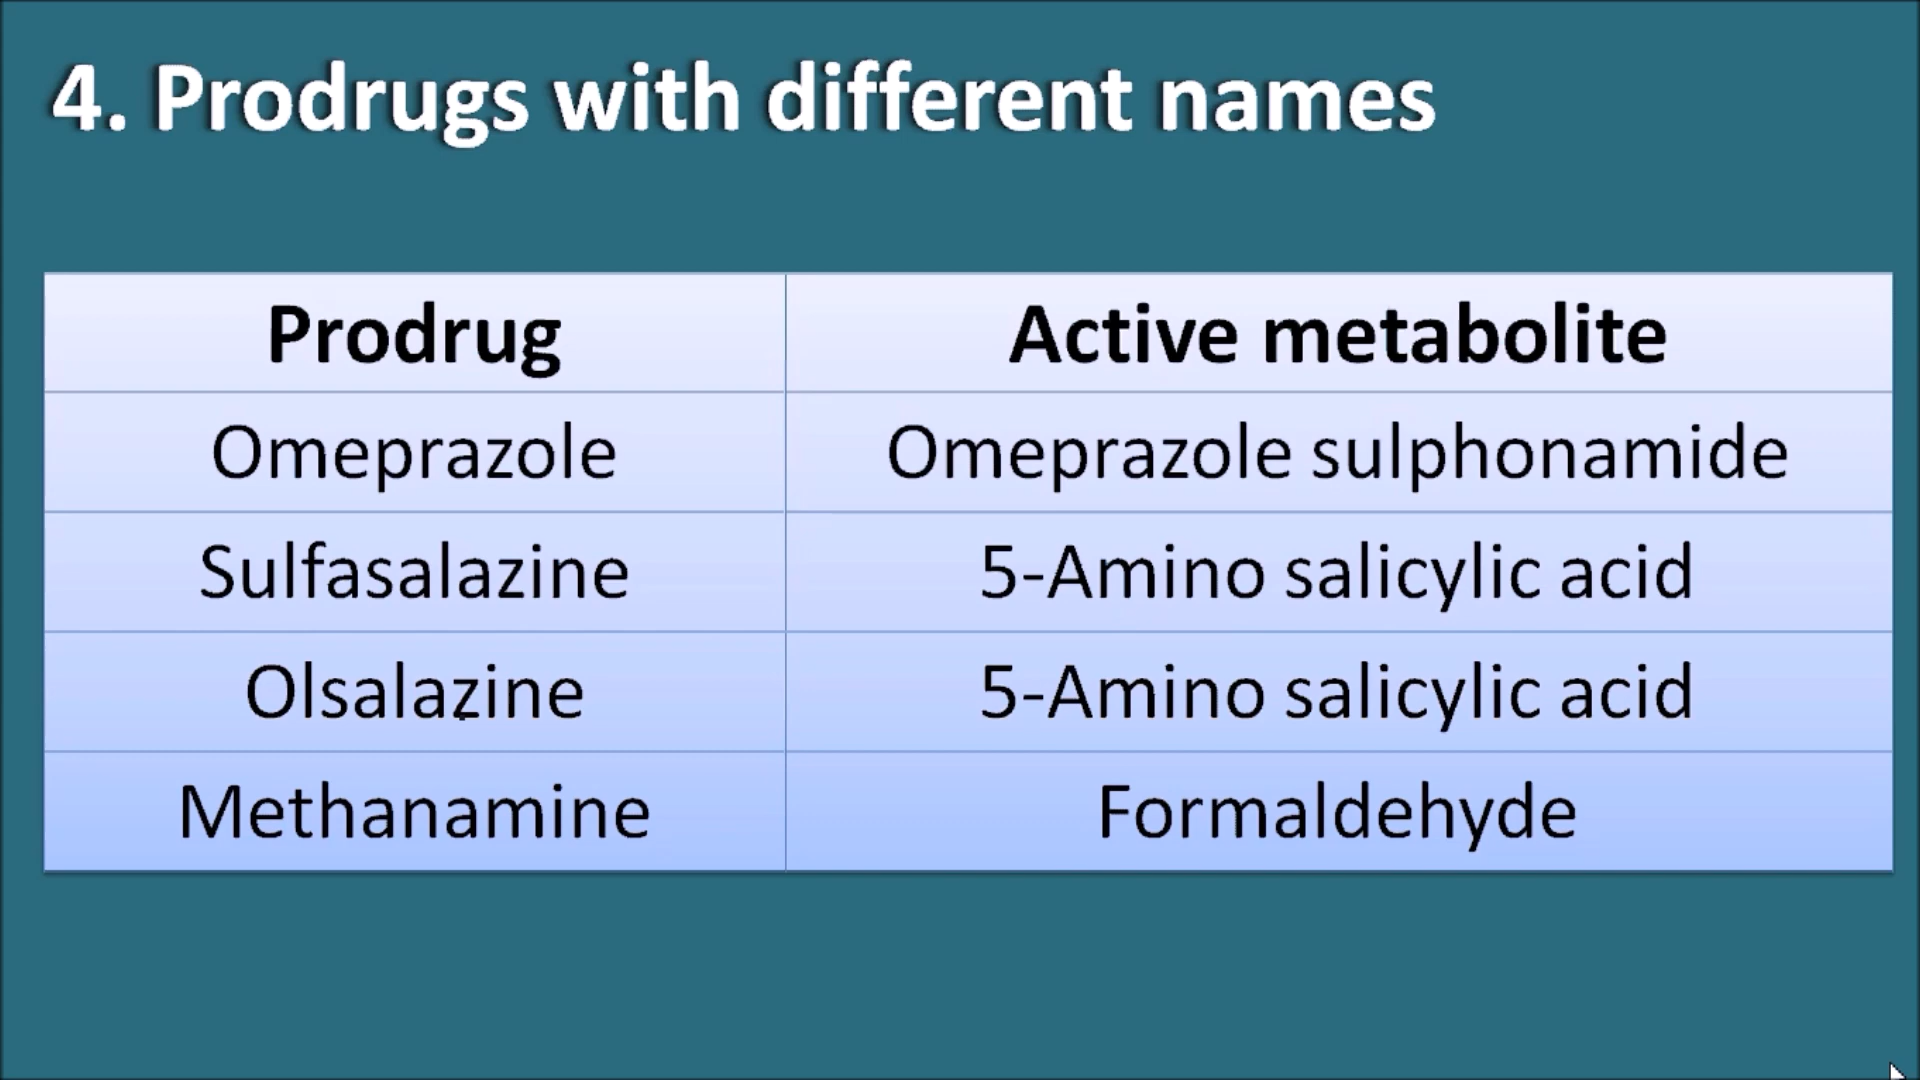 4. Prodrugs with different names
Prodrug Active metabolite
Omeprazole Omeprazole sulphonamide
Sulfasalazine 5-Amino salicylic acid
Olsalazine 5-Amino salicylic acid
Methanamine Formaldehyde